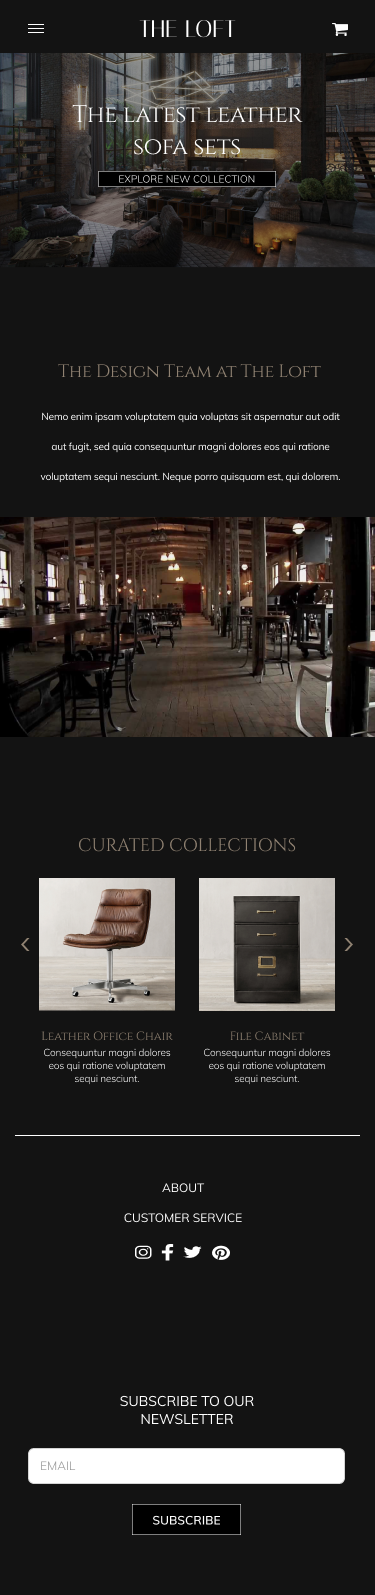 THE LOFT
The latest leather
sofa sets
EXPLORE NEW COLLECTION
The Design Team at The Loft
Nemo enim ipsam voluptatem quia voluptas sit aspernatur aut odit
aut fugit, sed quia consequuntur magni dolores eos qui ratione
voluptatem sequi nesciunt. Neque porro quisquam est, qui dolorem.
CURATED COLLECTIONS
Leather Office Chair
Consequuntur magni dolores
eos qui ratione voluptatem
sequi nesciunt.
File Cabinet
Consequuntur magni dolores
eos qui ratione voluptatem
sequi nesciunt.
ABOUT
CUSTOMER SERVICE
SUBSCRIBE TO OUR
NEWSLETTER
EMAIL
SUBSCRIBE